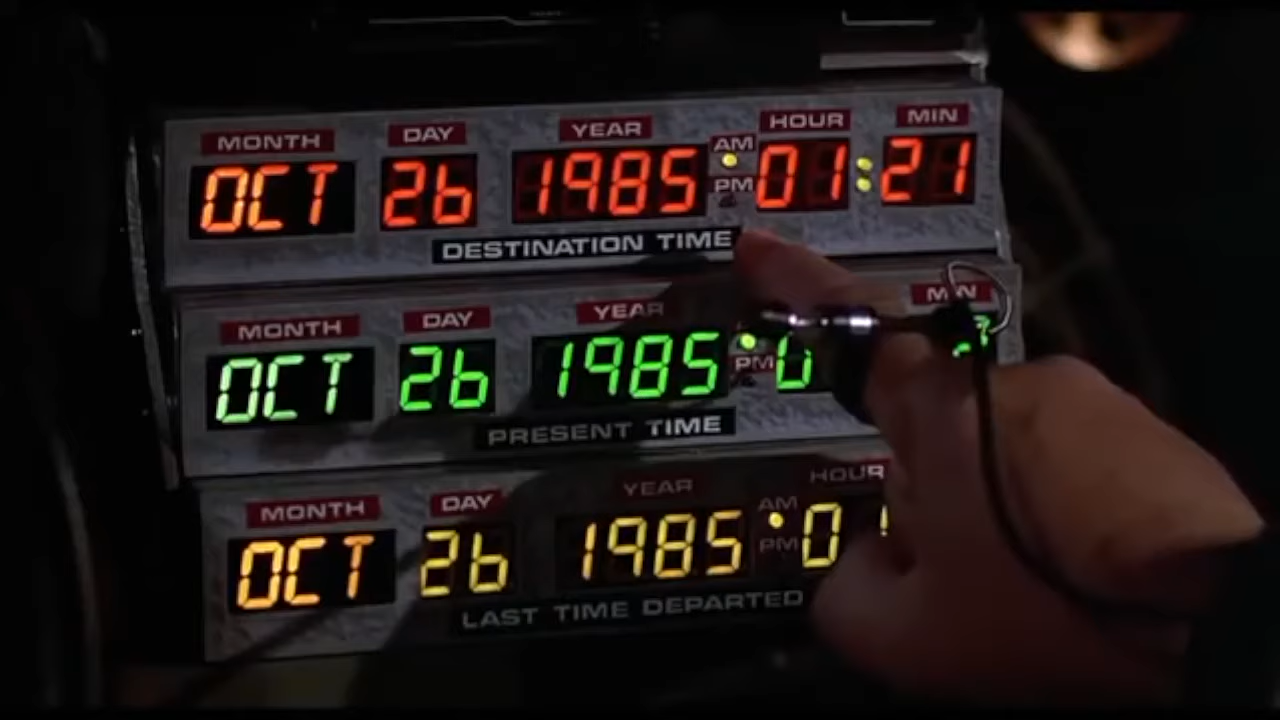 MONTH DAY YEAR AM PM HOUR MIN
OCT 26 1985 01:21
DESTINATION TIME
MONTH DAY YEAR PM MIN
OCT 26 1985 0
PRESENT TIME
MONTH DAY YEAR AM PM HOUR
OCT 26 1985 0
LAST TIME DEPARTED